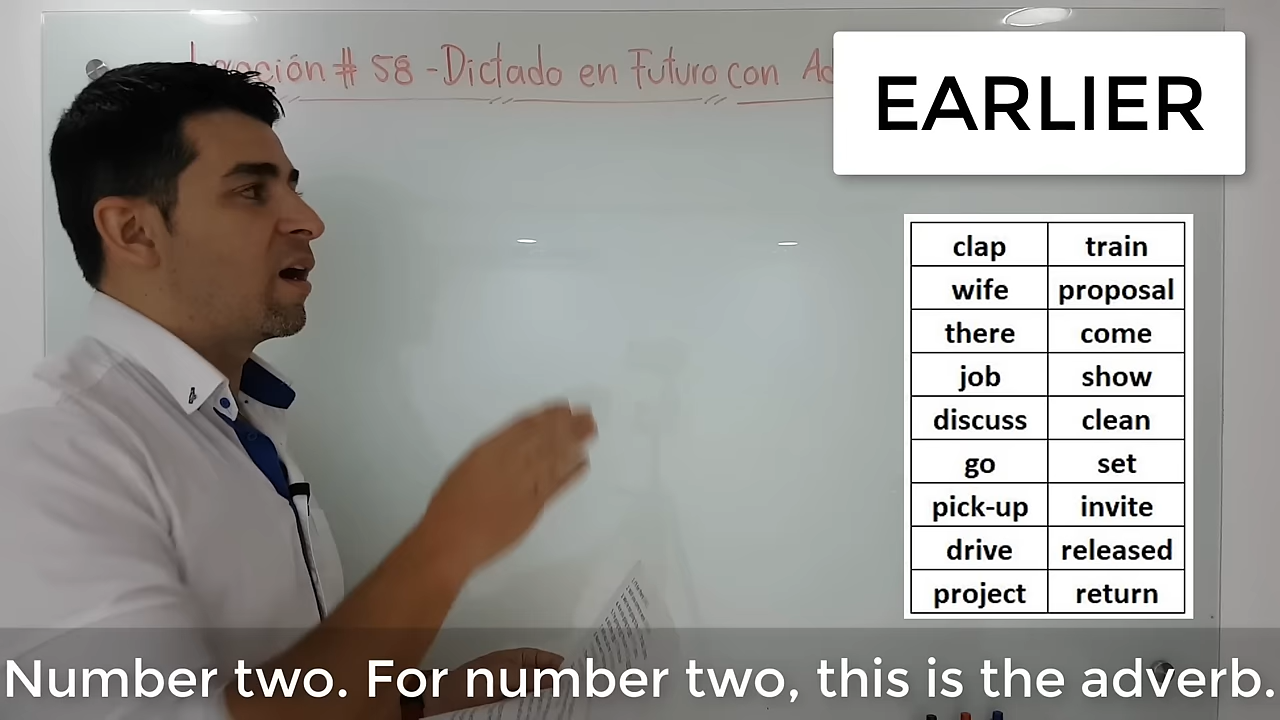 Lección # 58 - Dictado en Futuro con
EARLIER
clap train
wife proposal
there come
job show
discuss clean
go set
pick-up invite
drive released
project return
Number two. For number two, this is the adverb.